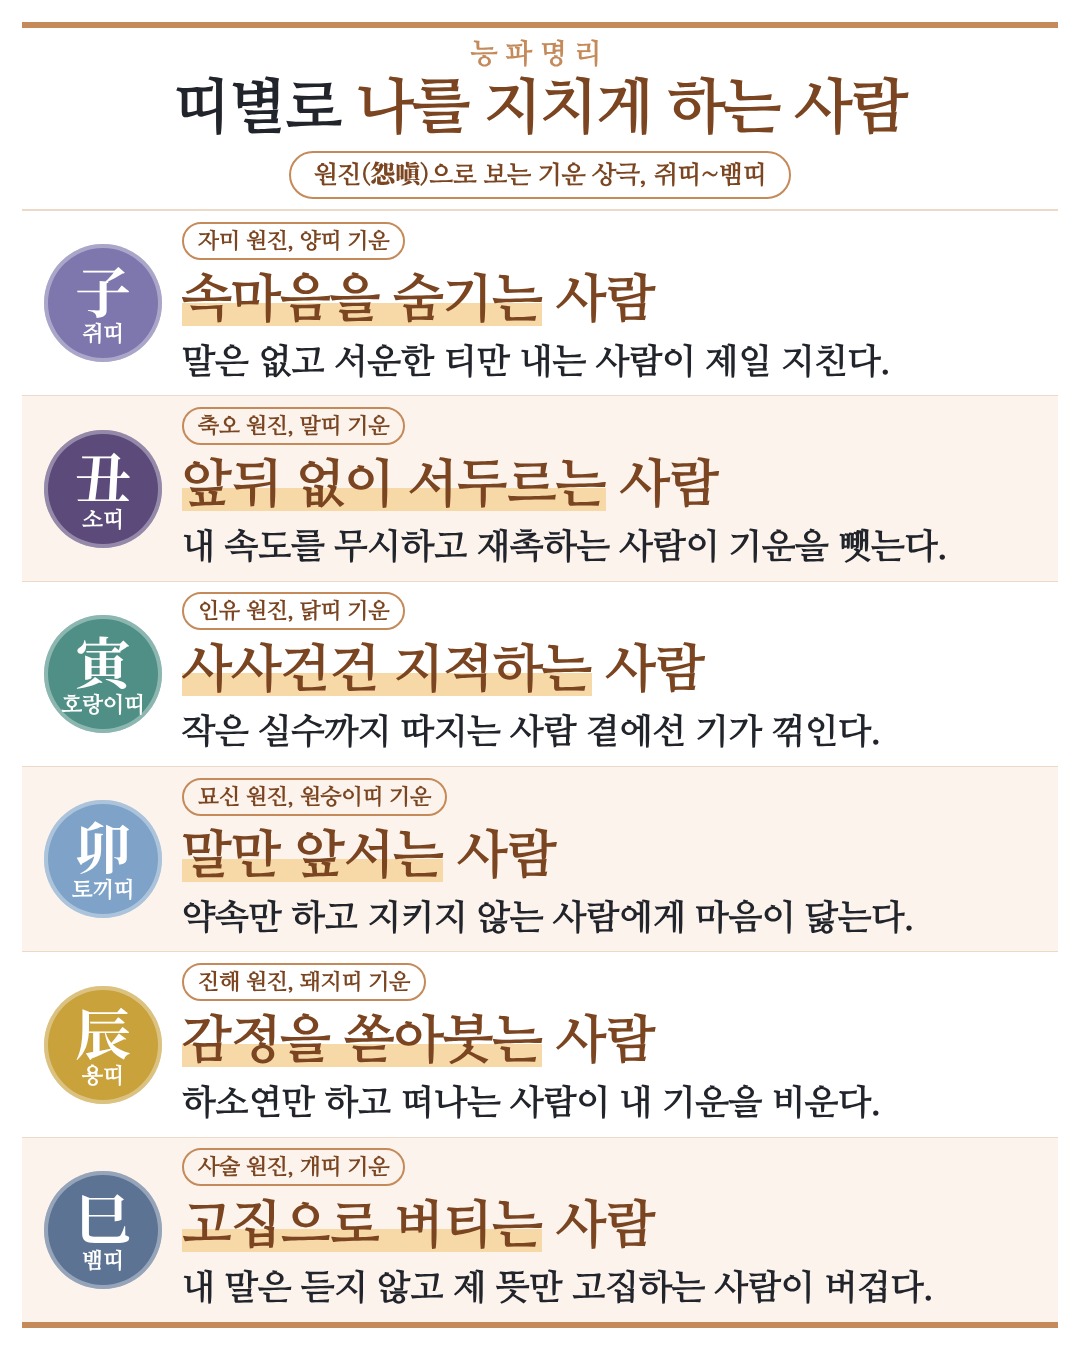 능파명리
띠별로 나를 지치게 하는 사람
원진(怨嗔)으로 보는 기운 상극, 쥐띠~뱀띠
자미 원진, 양띠 기운
子
쥐띠
속마음을 숨기는 사람
말은 없고 서운한 티만 내는 사람이 제일 지친다.
축오 원진, 말띠 기운
丑
소띠
앞뒤 없이 서두르는 사람
내 속도를 무시하고 재촉하는 사람이 기운을 뺏는다.
인유 원진, 닭띠 기운
寅
호랑이띠
사사건건 지적하는 사람
작은 실수까지 따지는 사람 곁에선 기가 꺾인다.
묘신 원진, 원숭이띠 기운
卯
토끼띠
말만 앞서는 사람
약속만 하고 지키지 않는 사람에게 마음이 닳는다.
진해 원진, 돼지띠 기운
辰
용띠
감정을 쏟아붓는 사람
하소연만 하고 떠나는 사람이 내 기운을 비운다.
사술 원진, 개띠 기운
巳
뱀띠
고집으로 버티는 사람
내 말은 듣지 않고 제 뜻만 고집하는 사람이 버겁다.